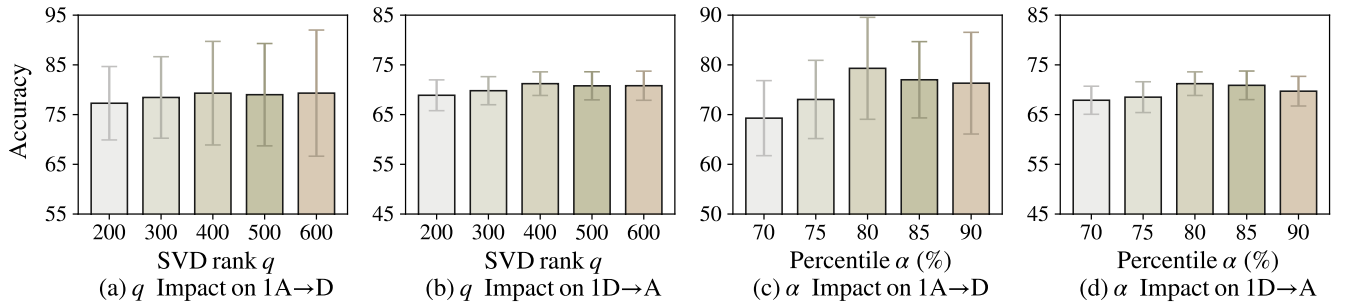 Accuracy
95
85
75
65
55
200 300 400 500 600
SVD rank q
(a) q Impact on 1A→D
85
75
65
55
45
200 300 400 500 600
SVD rank q
(b) q Impact on 1D→A
90
80
70
60
50
70 75 80 85 90
Percentile α (%)
(c) α Impact on 1A→D
85
75
65
55
45
70 75 80 85 90
Percentile α (%)
(d) α Impact on 1D→A